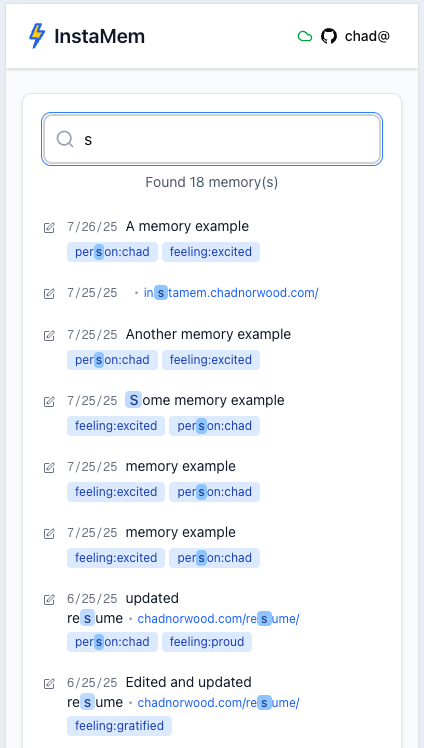 InstaMem chad@
s
Found 18 memory(s)
7/26/25 A memory example
person:chad feeling:excited
7/25/25 • instamem.chadnorwood.com/
7/25/25 Another memory example
person:chad feeling:excited
7/25/25 Some memory example
feeling:excited person:chad
7/25/25 memory example
feeling:excited person:chad
7/25/25 memory example
feeling:excited person:chad
6/25/25 updated
resume • chadnorwood.com/resume/
person:chad feeling:proud
6/25/25 Edited and updated
resume • chadnorwood.com/resume/
feeling:gratified